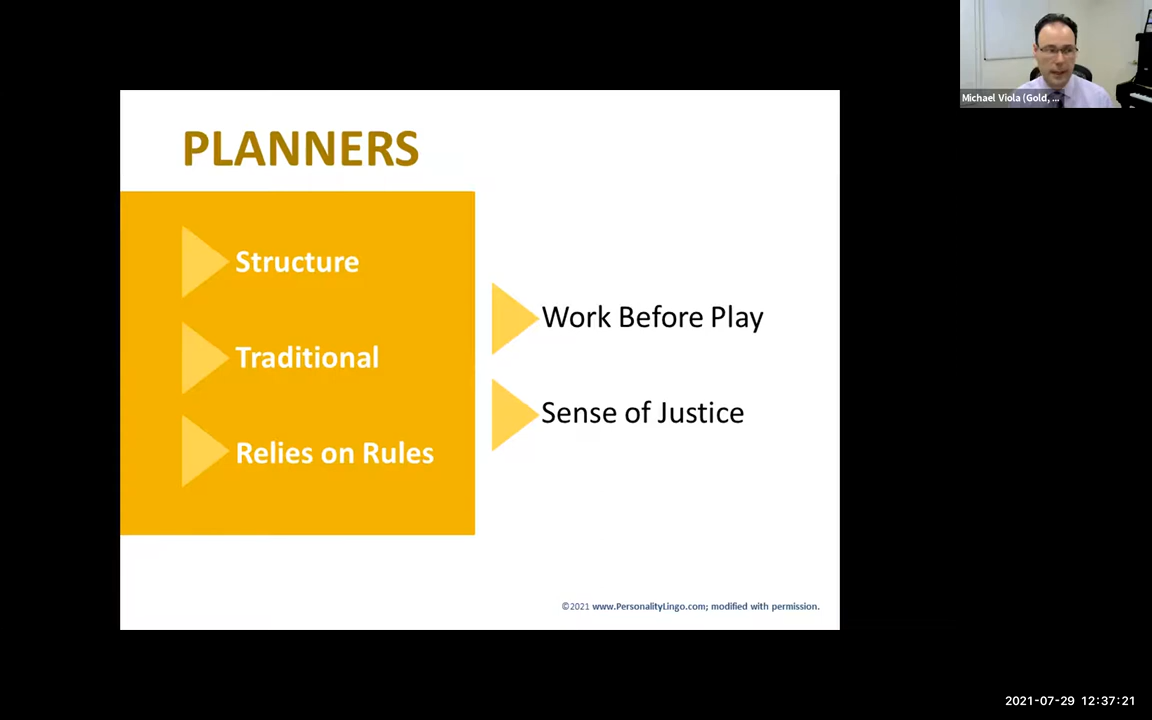 Michael Viola (Gold, ...
PLANNERS
Structure
Traditional
Relies on Rules
Work Before Play
Sense of Justice
©2021 www.PersonalityLingo.com; modified with permission.
2021-07-29 12:37:21